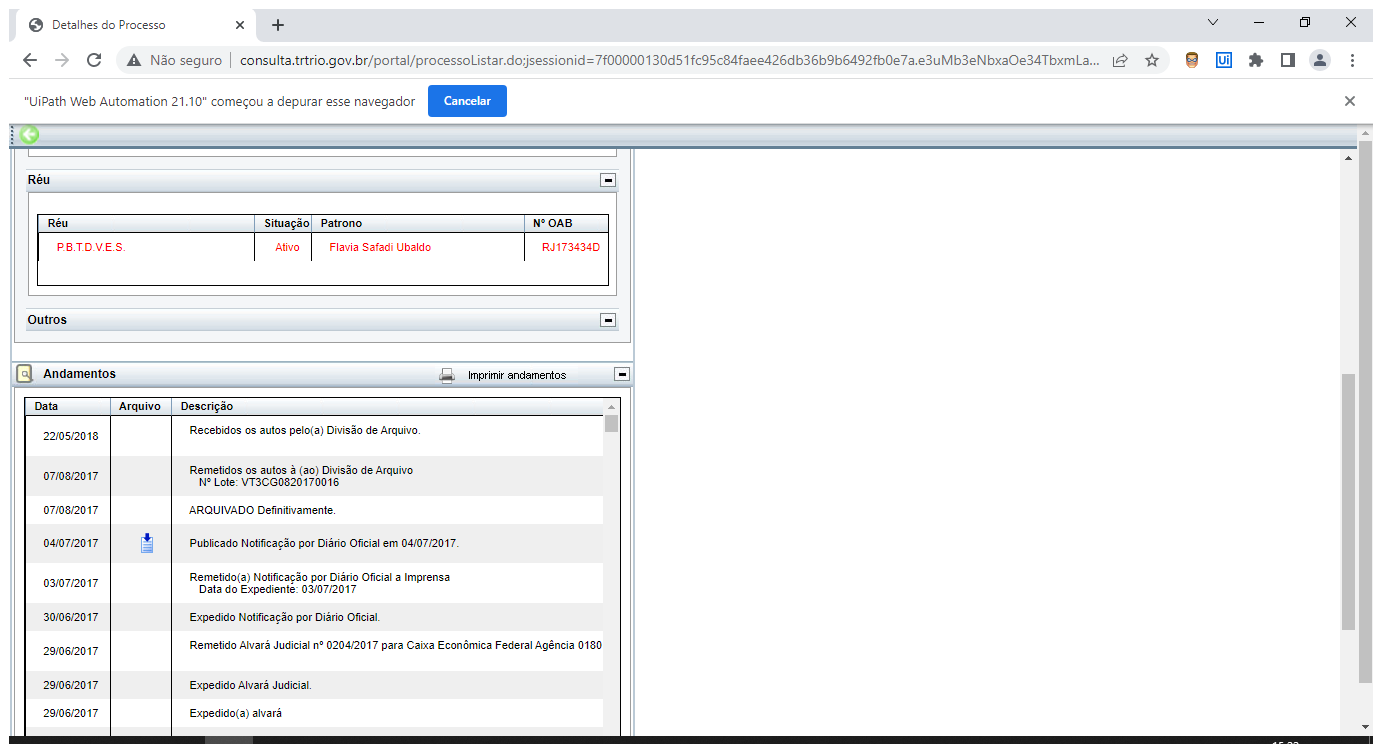 Detalhes do Processo
Não seguro
consulta.trtrio.gov.br/portal/processoListar.do;jsessionid=7f00000130d51fc95c84faee426db36b9b6492fb0e7a.e3uMb3eNbxaOe34TbxmLa...
Ui
"UiPath Web Automation 21.10" começou a depurar esse navegador
Cancelar
Réu
Réu Situação Patrono Nº OAB
P.B.T.D.V.E.S. Ativo Flavia Safadi Ubaldo RJ173434D
Outros
Andamentos Imprimir andamentos
Data Arquivo Descrição
22/05/2018 Recebidos os autos pelo(a) Divisão de Arquivo.
07/08/2017 Remetidos os autos à (ao) Divisão de Arquivo
Nº Lote: VT3CG0820170016
07/08/2017 ARQUIVADO Definitivamente.
04/07/2017 Publicado Notificação por Diário Oficial em 04/07/2017.
03/07/2017 Remetido(a) Notificação por Diário Oficial a Imprensa
Data do Expediente: 03/07/2017
30/06/2017 Expedido Notificação por Diário Oficial.
29/06/2017 Remetido Alvará Judicial nº 0204/2017 para Caixa Econômica Federal Agência 0180
29/06/2017 Expedido Alvará Judicial.
29/06/2017 Expedido(a) alvará